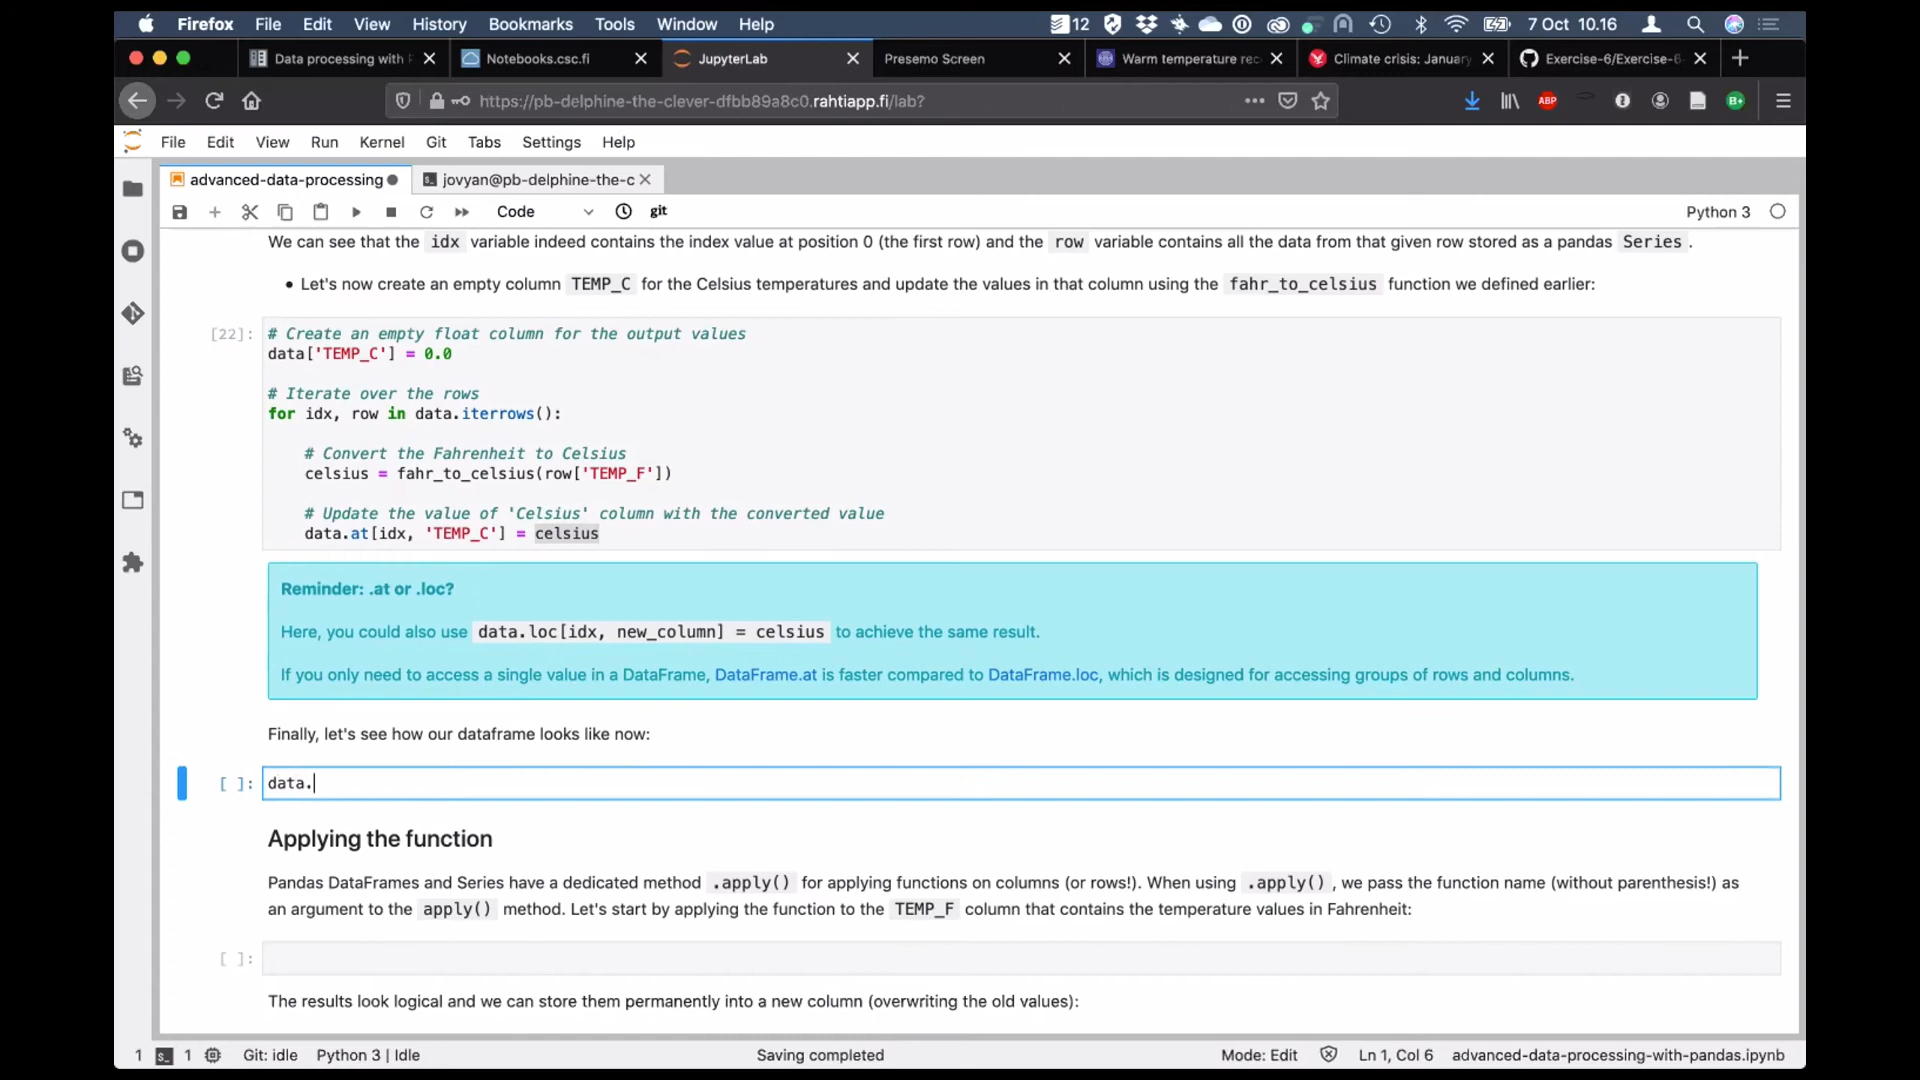 Firefox File Edit View History Bookmarks Tools Window Help 12 7 Oct 10.16
Data processing with Notebooks.csc.fi JupyterLab Presemo Screen Warm temperature rec Climate crisis: January Exercise-6/Exercise-6
https://pb-delphine-the-clever-dfbb89a8c0.rahtiapp.fi/lab? ABP B+
File Edit View Run Kernel Git Tabs Settings Help
advanced-data-processing jovyan@pb-delphine-the-c
Code git Python 3
We can see that the idx variable indeed contains the index value at position 0 (the first row) and the row variable contains all the data from that given row stored as a pandas Series .
• Let's now create an empty column TEMP_C for the Celsius temperatures and update the values in that column using the fahr_to_celsius function we defined earlier:
[22]: # Create an empty float column for the output values
data['TEMP_C'] = 0.0
# Iterate over the rows
for idx, row in data.iterrows():
# Convert the Fahrenheit to Celsius
celsius = fahr_to_celsius(row['TEMP_F'])
# Update the value of 'Celsius' column with the converted value
data.at[idx, 'TEMP_C'] = celsius
Reminder: .at or .loc?
Here, you could also use data.loc[idx, new_column] = celsius to achieve the same result.
If you only need to access a single value in a DataFrame, DataFrame.at is faster compared to DataFrame.loc, which is designed for accessing groups of rows and columns.
Finally, let's see how our dataframe looks like now:
[ ]: data.
Applying the function
Pandas DataFrames and Series have a dedicated method .apply() for applying functions on columns (or rows!). When using .apply() , we pass the function name (without parenthesis!) as
an argument to the apply() method. Let's start by applying the function to the TEMP_F column that contains the temperature values in Fahrenheit:
[ ]:
The results look logical and we can store them permanently into a new column (overwriting the old values):
1 1 Git: idle Python 3 | Idle Saving completed Mode: Edit Ln 1, Col 6 advanced-data-processing-with-pandas.ipynb